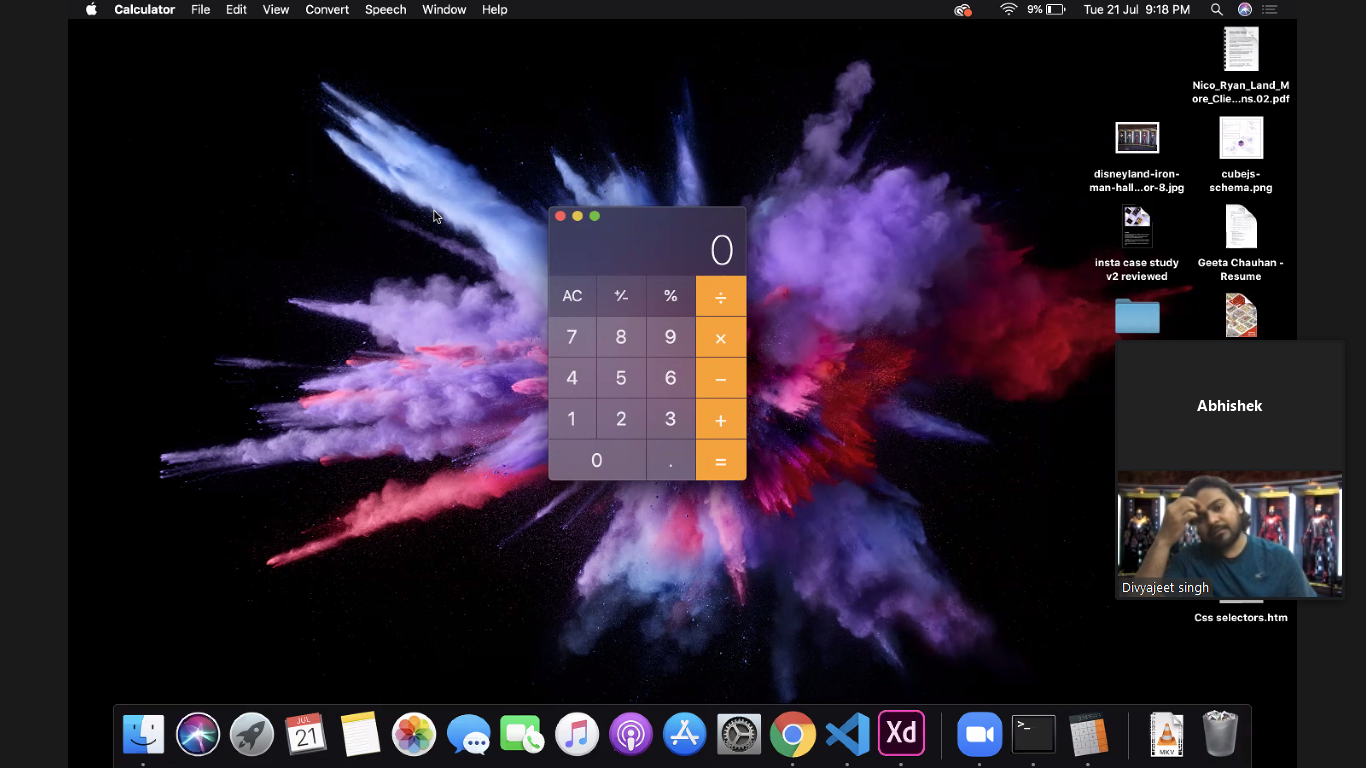 Calculator File Edit View Convert Speech Window Help 9% Tue 21 Jul 9:18 PM
Nico_Ryan_Land_M
ore_Clie...ns.02.pdf
disneyland-iron-
man-hall...or-8.jpg
cubejs-
schema.png
insta case study
v2 reviewed
Geeta Chauhan -
Resume
0
AC +/- % ÷
7 8 9 ×
4 5 6 −
1 2 3 +
0 . =
Abhishek
Divyajeet singh
Css selectors.htm
JUL
21
Xd
>_
MKV